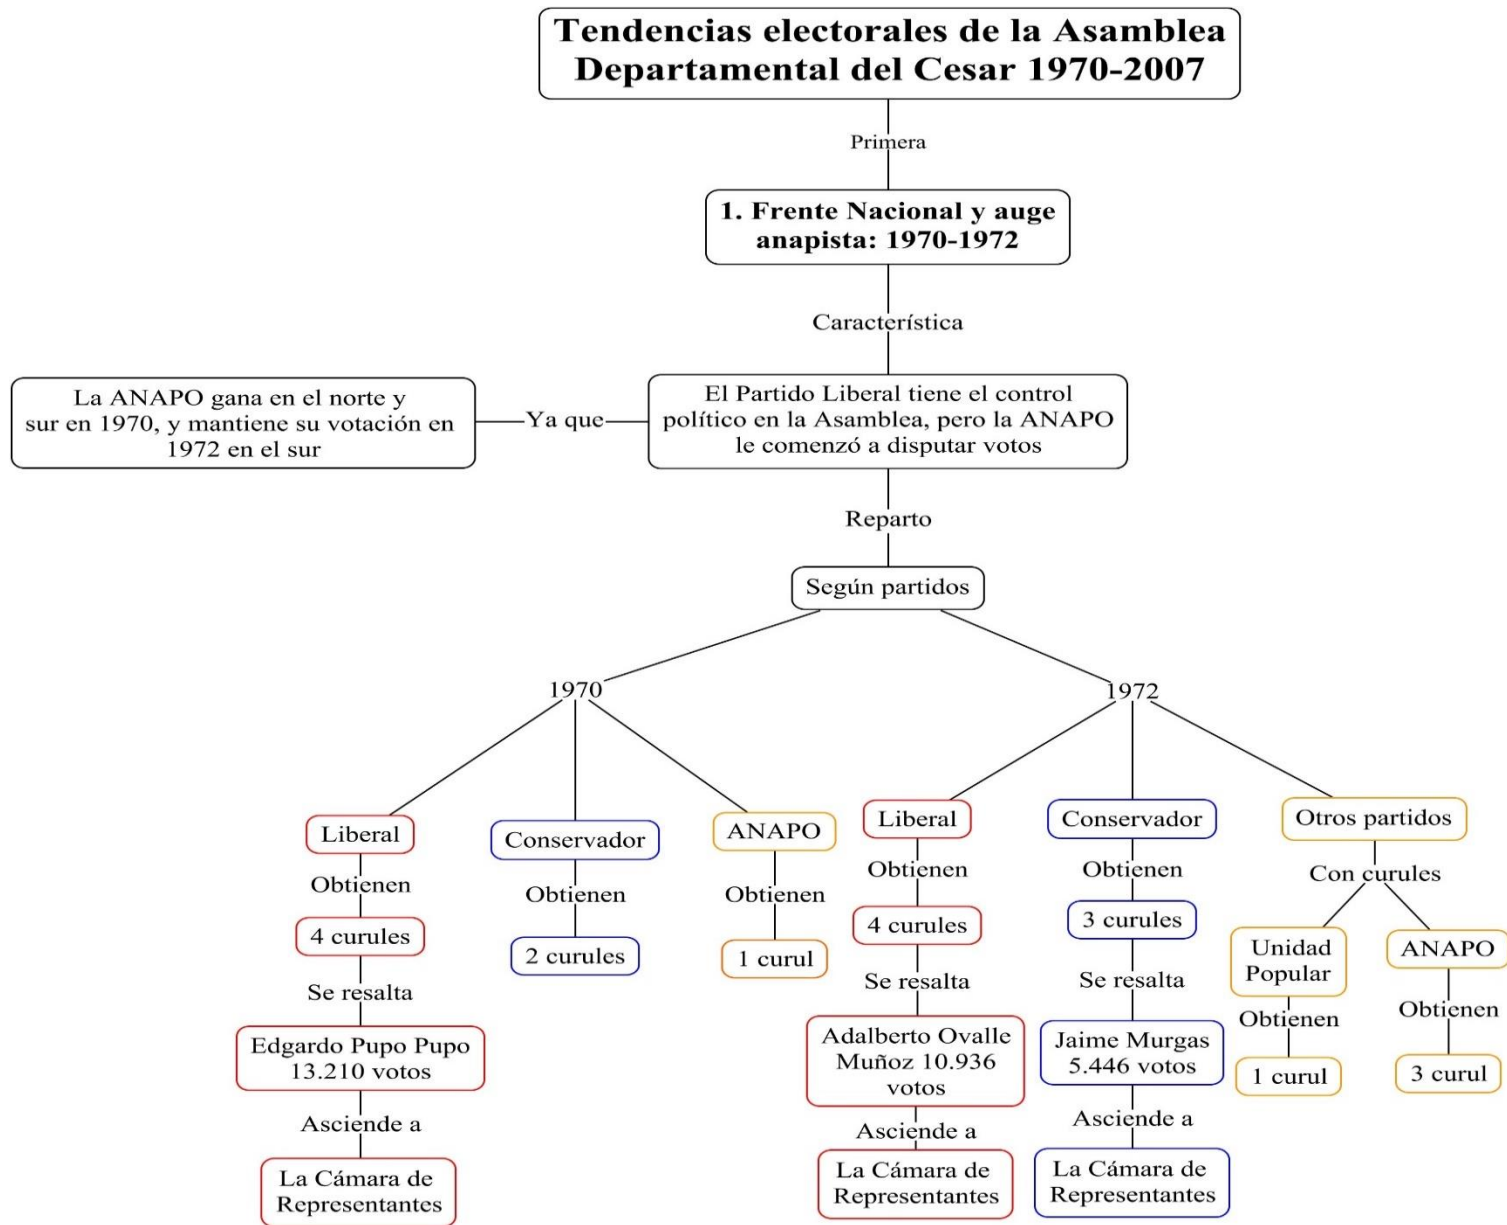 Tendencias electorales de la Asamblea
Departamental del Cesar 1970-2007
Primera
1. Frente Nacional y auge
anapista: 1970-1972
Característica
La ANAPO gana en el norte y
sur en 1970, y mantiene su votación en
1972 en el sur
Ya que
El Partido Liberal tiene el control
político en la Asamblea, pero la ANAPO
le comenzó a disputar votos
Reparto
Según partidos
1970
Liberal
Obtienen
4 curules
Se resalta
Edgardo Pupo Pupo
13.210 votos
Asciende a
La Cámara de
Representantes
Conservador
Obtienen
2 curules
ANAPO
Obtienen
1 curul
1972
Liberal
Obtienen
4 curules
Se resalta
Adalberto Ovalle
Muñoz 10.936
votos
Asciende a
La Cámara de
Representantes
Conservador
Obtienen
3 curules
Se resalta
Jaime Murgas
5.446 votos
Asciende a
La Cámara de
Representantes
Otros partidos
Con curules
Unidad
Popular
Obtienen
1 curul
ANAPO
Obtienen
3 curul